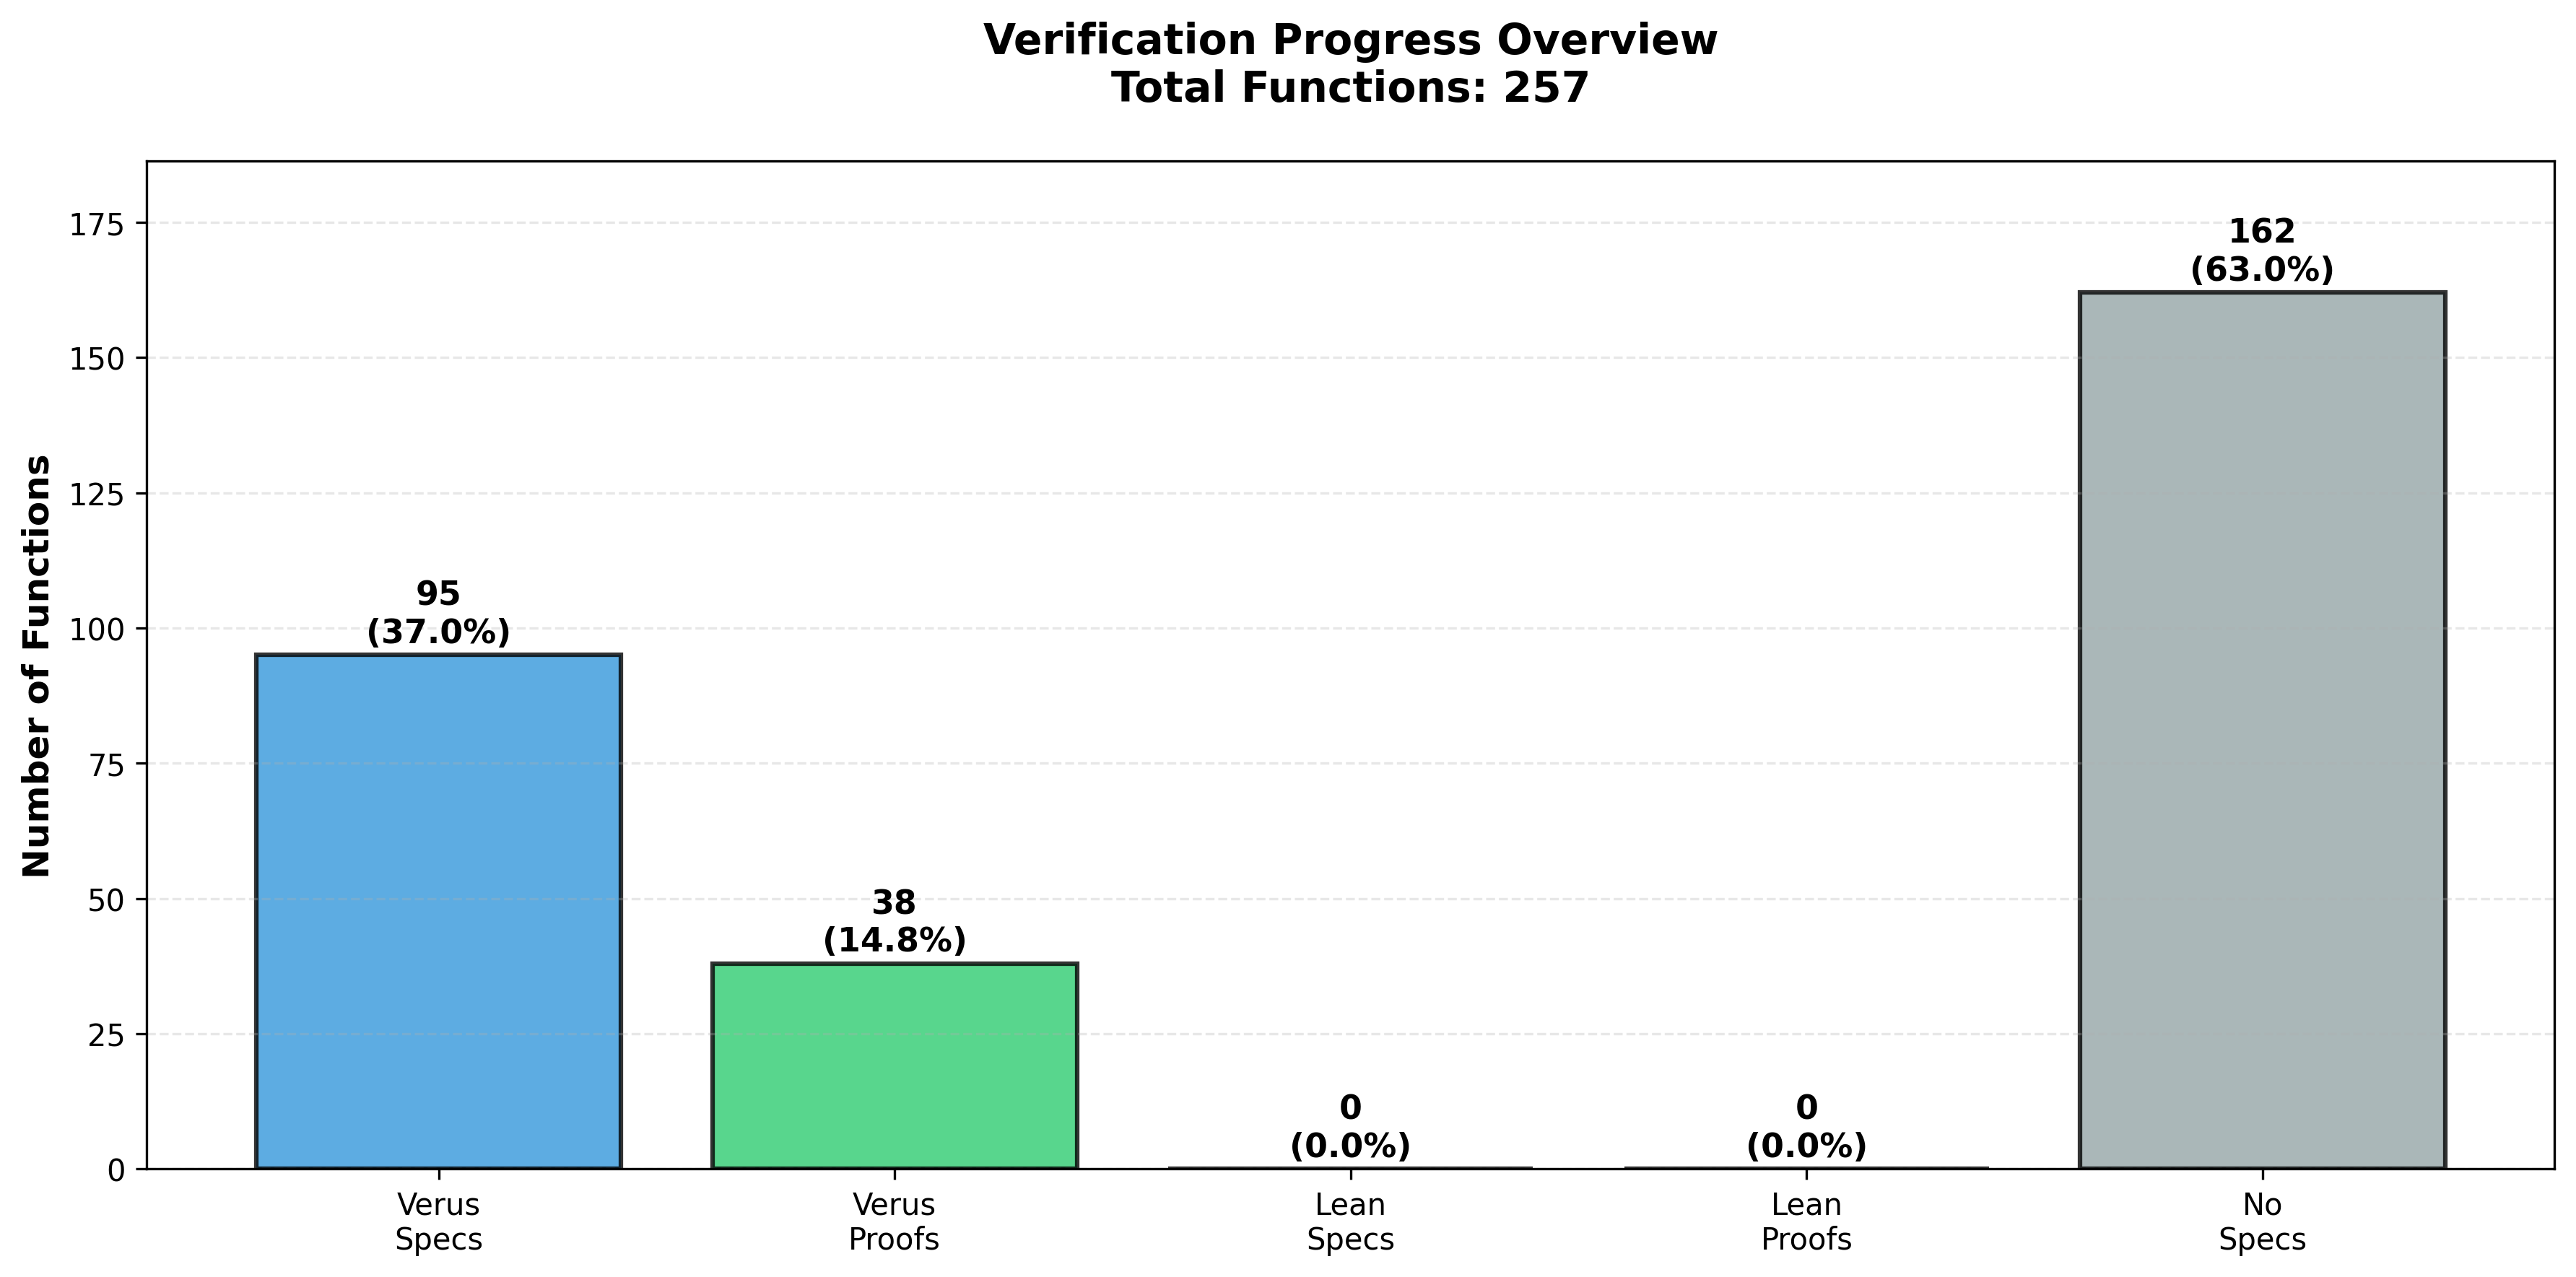 Verification Progress Overview
Total Functions: 257
Number of Functions
175
150
125
100
75
50
25
0
95
(37.0%)
38
(14.8%)
0
(0.0%)
0
(0.0%)
162
(63.0%)
Verus
Specs
Verus
Proofs
Lean
Specs
Lean
Proofs
No
Specs